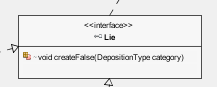 <<interface>>
Lie
void createFalse(DepositionType category)